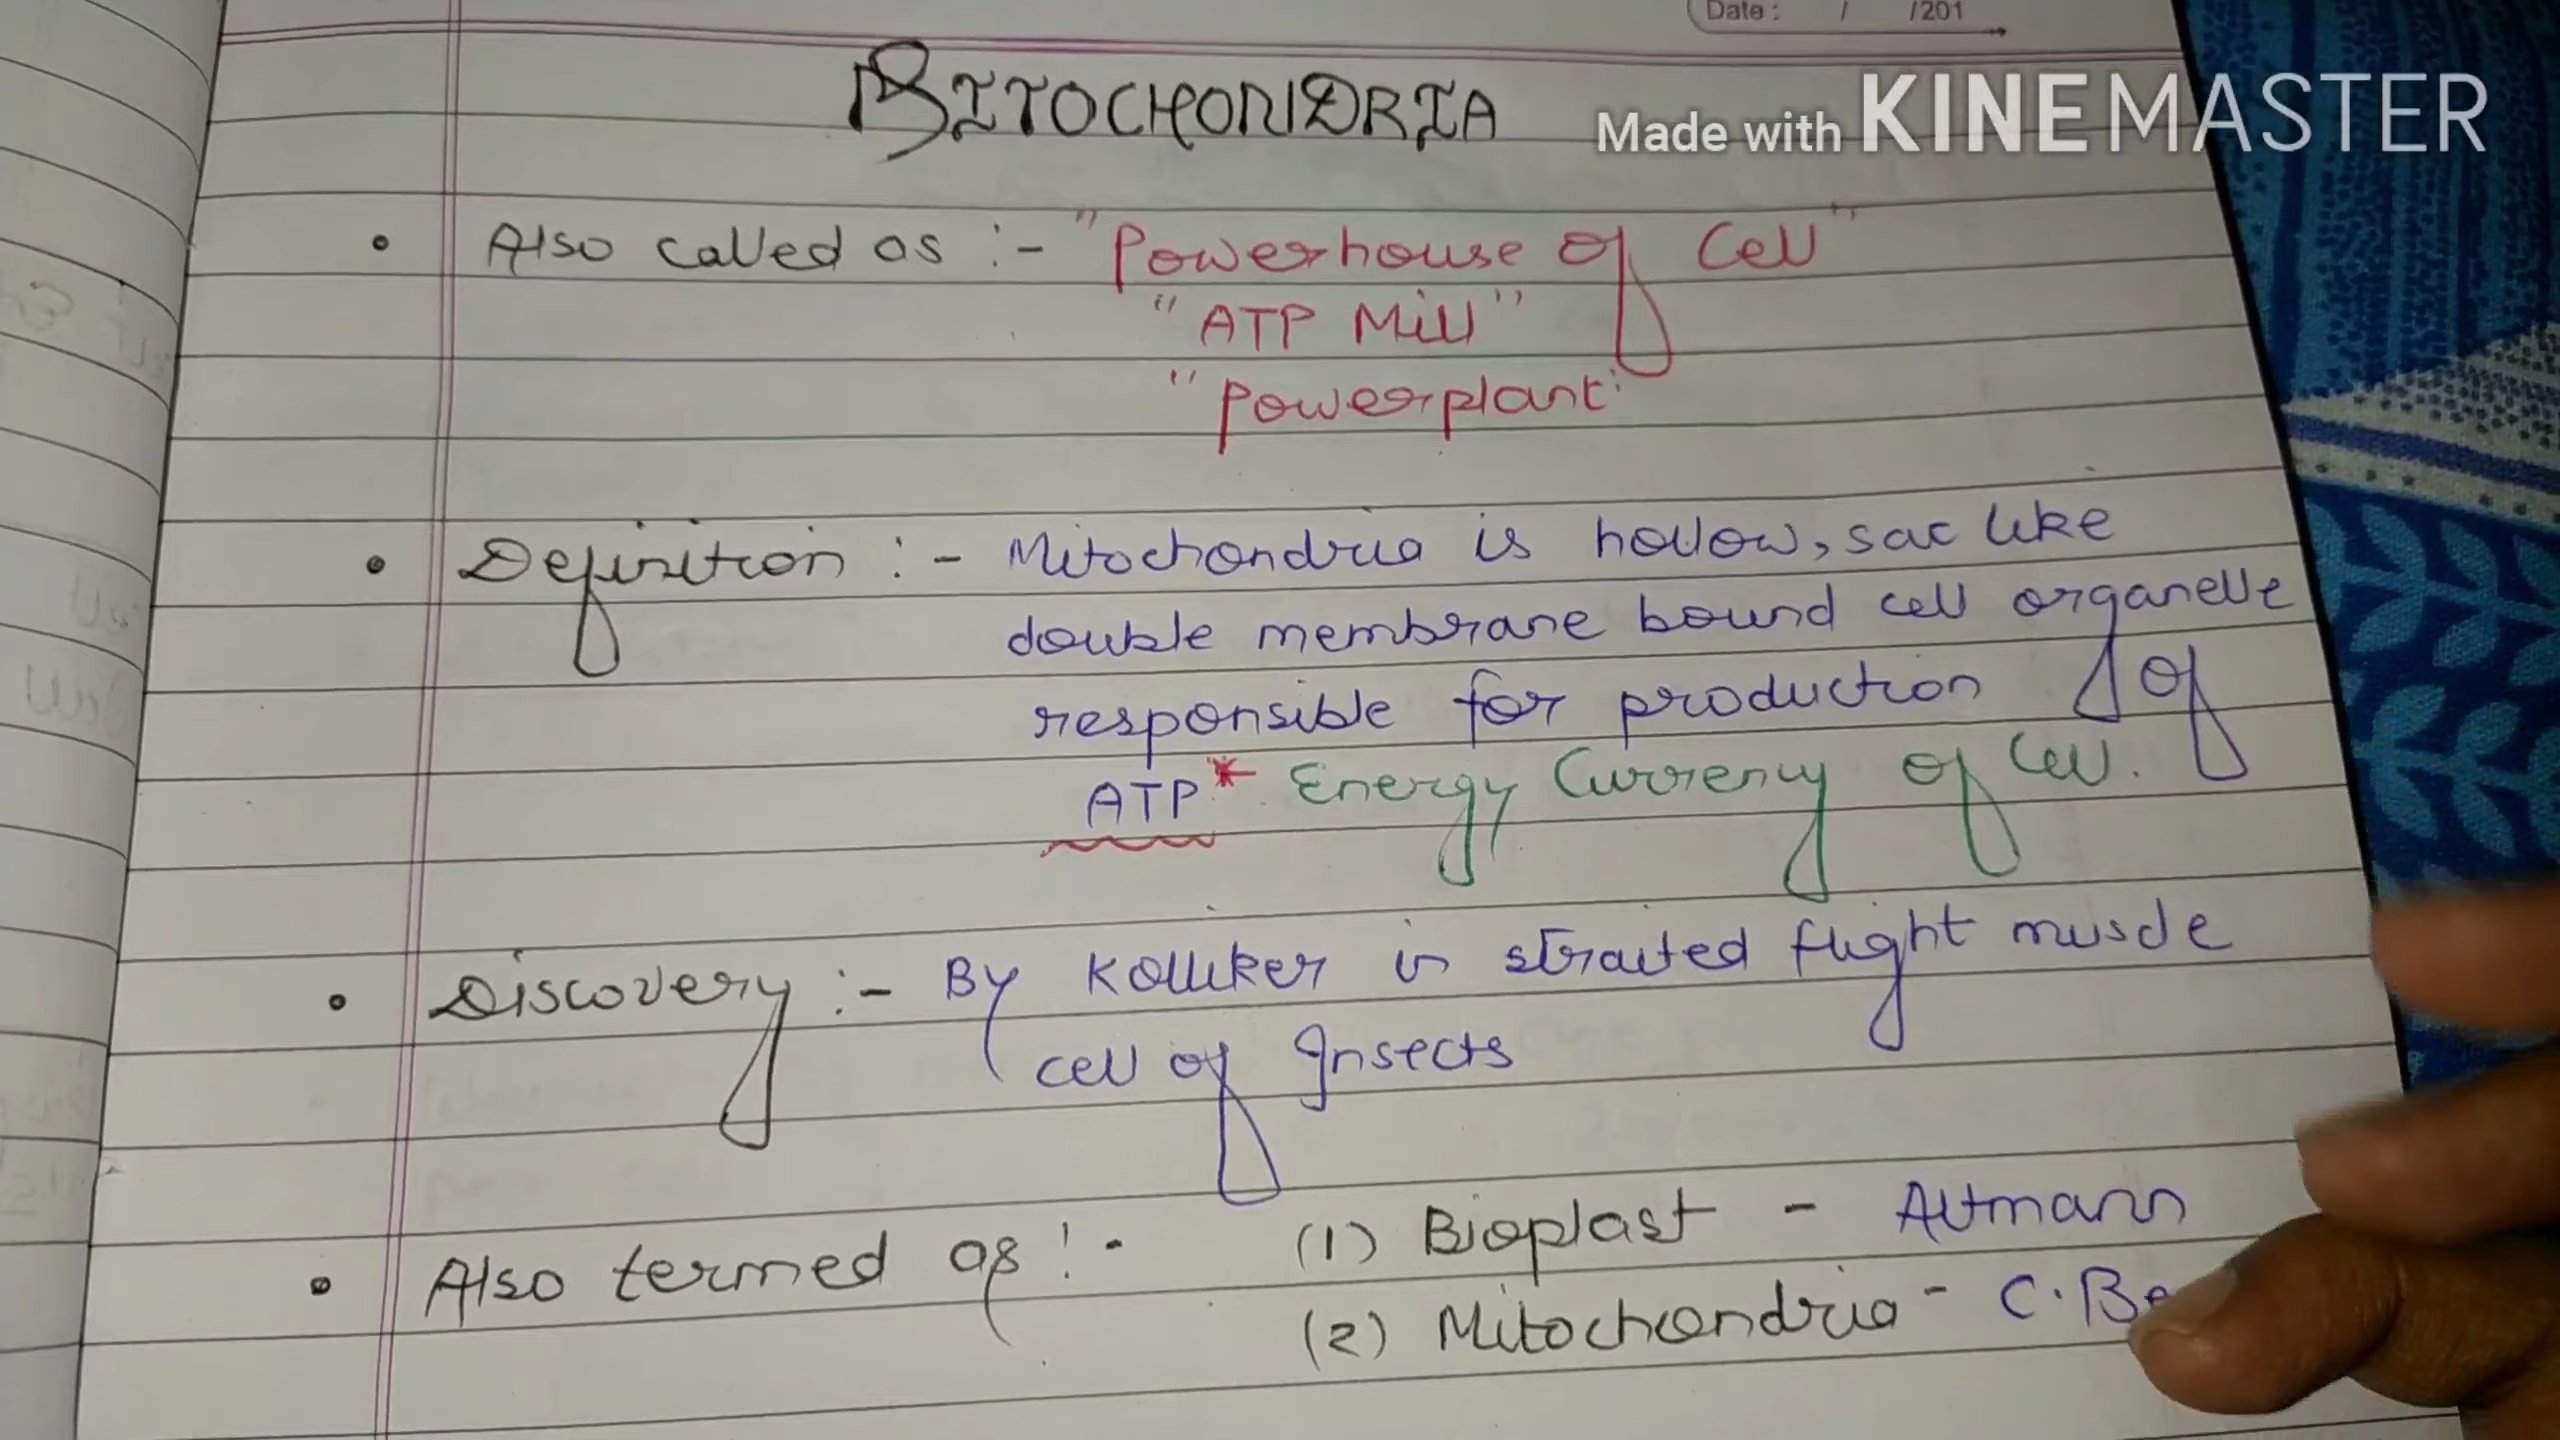 Date : / /201
MITOCHONDRIA
Made with KINEMASTER
• Also called as :- "Powerhouse of Cell"
"ATP Mill"
"Powerplant"
• Definition :- Mitochondria is hollow, sac like
double membrane bound cell organelle
responsible for production of
ATP* Energy Currency of Cell.
• Discovery :- By Kolliker in straited flight muscle
cell of Insects
• Also termed as :- (1) Bioplast - Altmann
(2) Mitochondria - C. Be